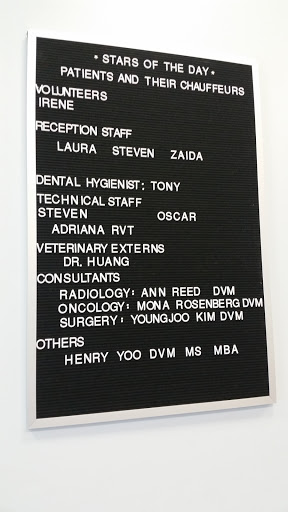 * STARS OF THE DAY *
PATIENTS AND THEIR CHAUFFEURS
VOLUNTEERS
IRENE
RECEPTION STAFF
LAURA STEVEN ZAIDA
DENTAL HYGIENIST: TONY
TECHNICAL STAFF
STEVEN OSCAR
ADRIANA RVT
VETERINARY EXTERNS
DR. HUANG
CONSULTANTS
RADIOLOGY: ANN REED DVM
ONCOLOGY: MONA ROSENBERG DVM
SURGERY: YOUNGJOO KIM DVM
OTHERS
HENRY YOO DVM MS MBA